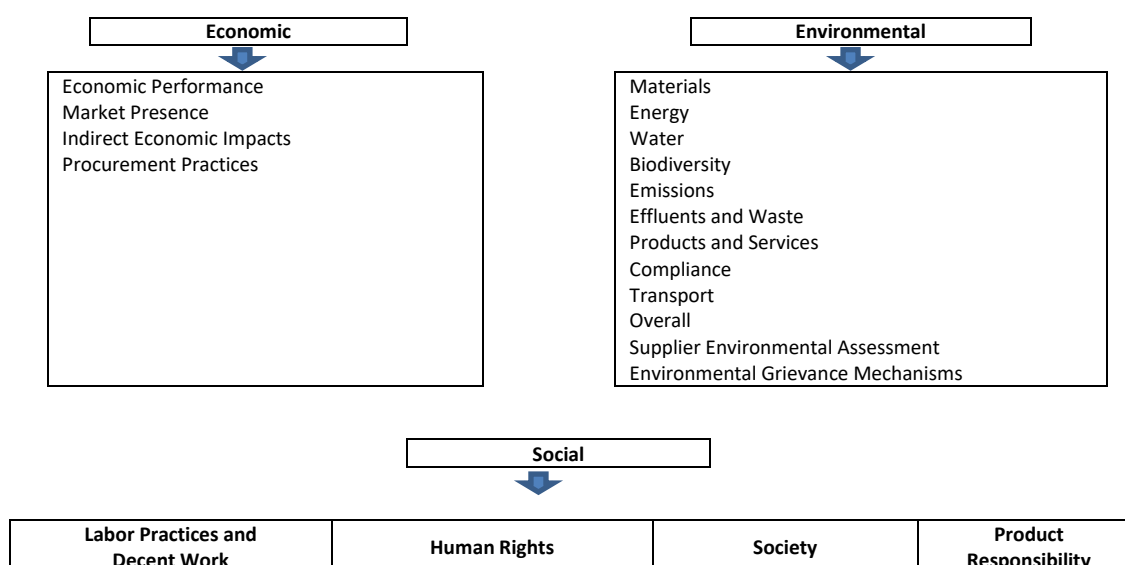 Economic
Environmental
Economic Performance
Market Presence
Indirect Economic Impacts
Procurement Practices
Materials
Energy
Water
Biodiversity
Emissions
Effluents and Waste
Products and Services
Compliance
Transport
Overall
Supplier Environmental Assessment
Environmental Grievance Mechanisms
Social
Labor Practices and
Decent Work
Human Rights
Society
Product
Responsibility